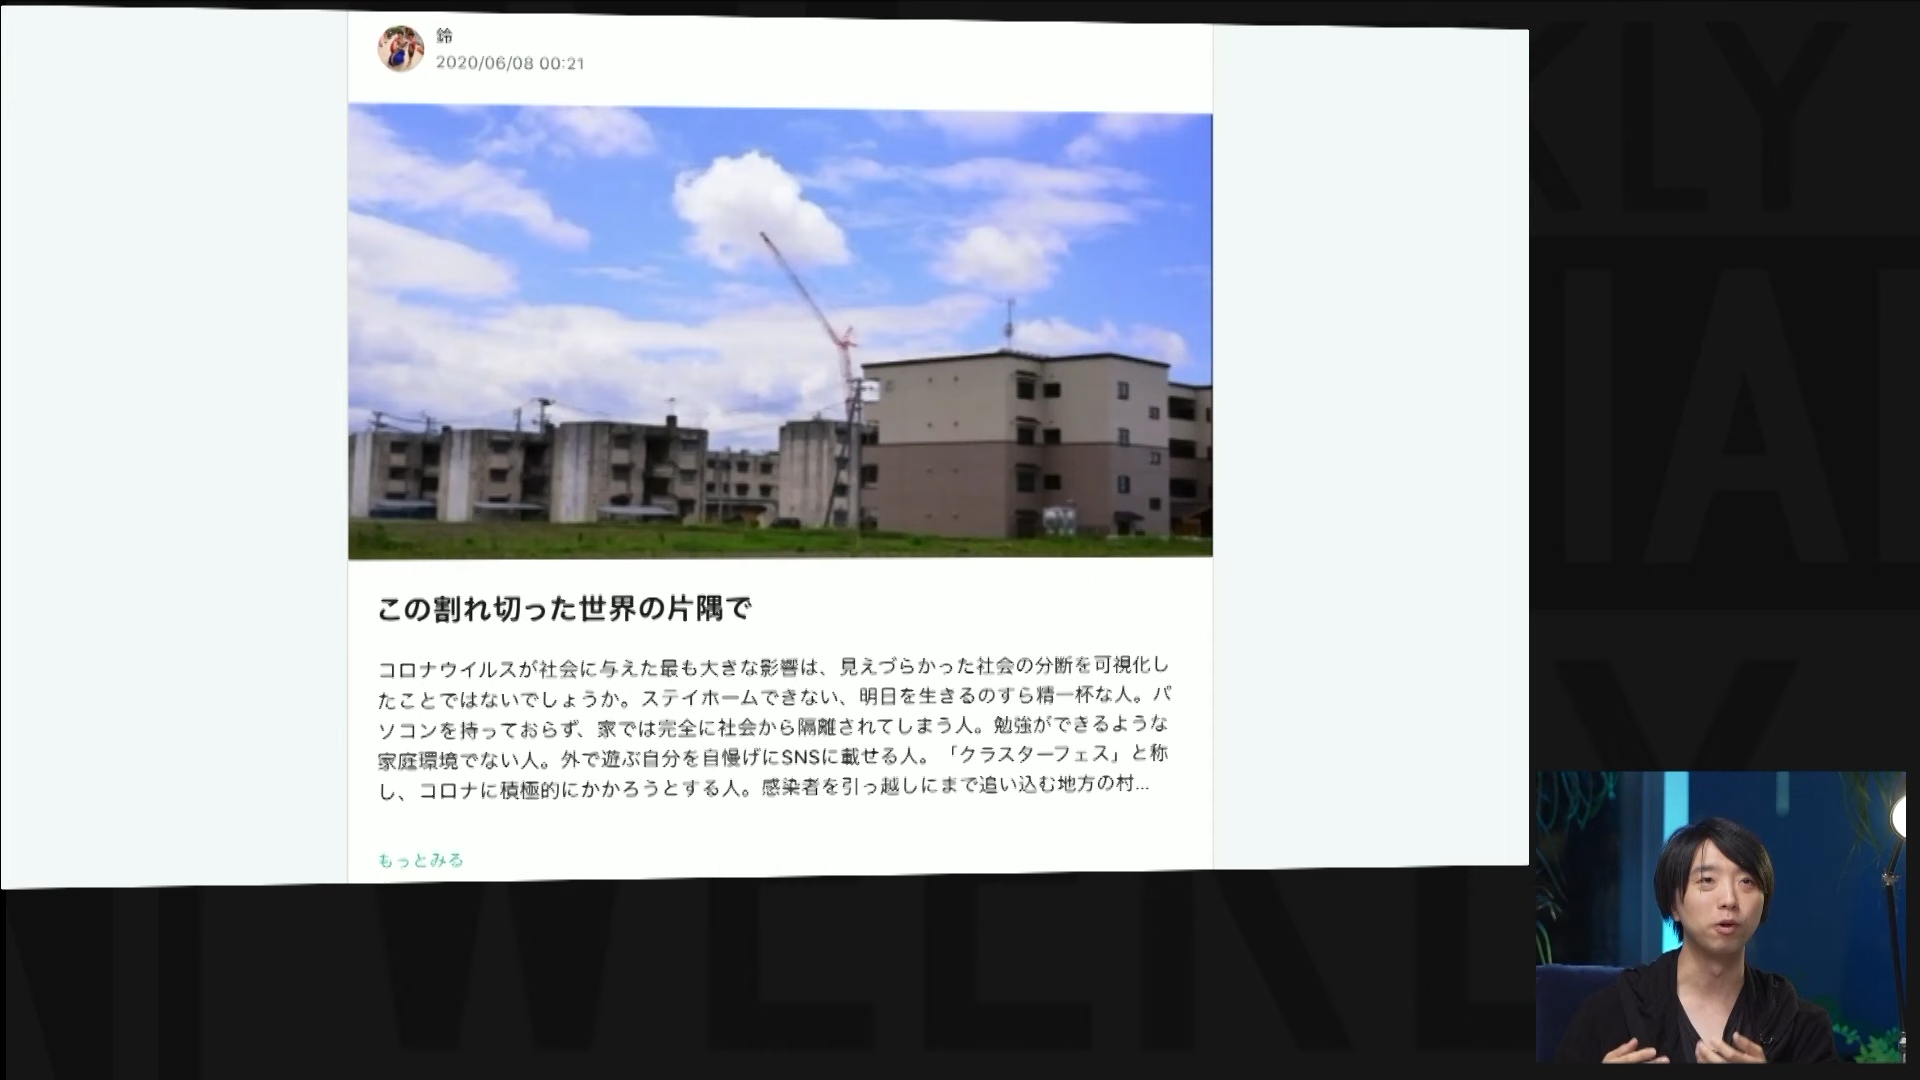 鈴
2020/06/08 00:21
この割れ切った世界の片隅で
コロナウイルスが社会に与えた最も大きな影響は、見えづらかった社会の分断を可視化し
たことではないでしょうか。ステイホームできない、明日を生きるのすら精一杯な人。パ
ソコンを持っておらず、家では完全に社会から隔離されてしまう人。勉強ができるような
家庭環境でない人。外で遊ぶ自分を自慢げにSNSに載せる人。「クラスターフェス」と称
し、コロナに積極的にかかろうとする人。感染者を引っ越しにまで追い込む地方の村...
もっとみる
KLY
IAL
WEEKL
Y